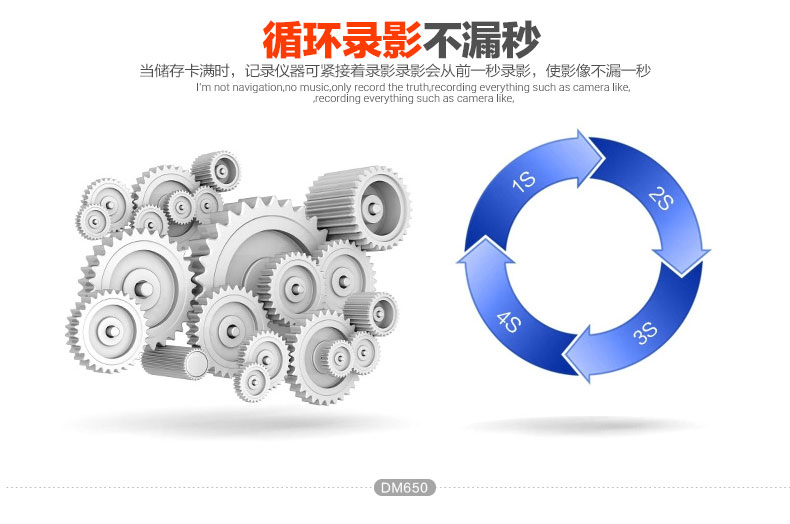 循环录影不漏秒
当储存卡满时，记录仪器可紧接着录影录影会从前一秒录影，使影像不漏一秒
I'm not navigation,no music,only record the truth,recording everything such as camera like,
,recording everything such as camera like,
1S
2S
4S
3S
DM650